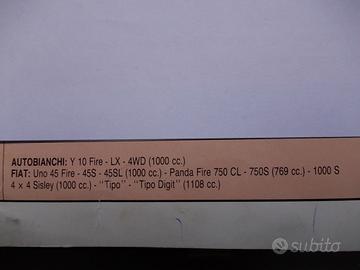 AUTOBIANCHI: Y 10 Fire - LX - 4WD (1000 cc.)
FIAT: Uno 45 Fire - 45S - 45SL (1000 cc.) - Panda Fire 750 CL - 750S (769 cc.) - 1000 S
4 × 4 Sisley (1000 cc.) - "Tipo" - "Tipo Digit" (1108 cc.)
subito